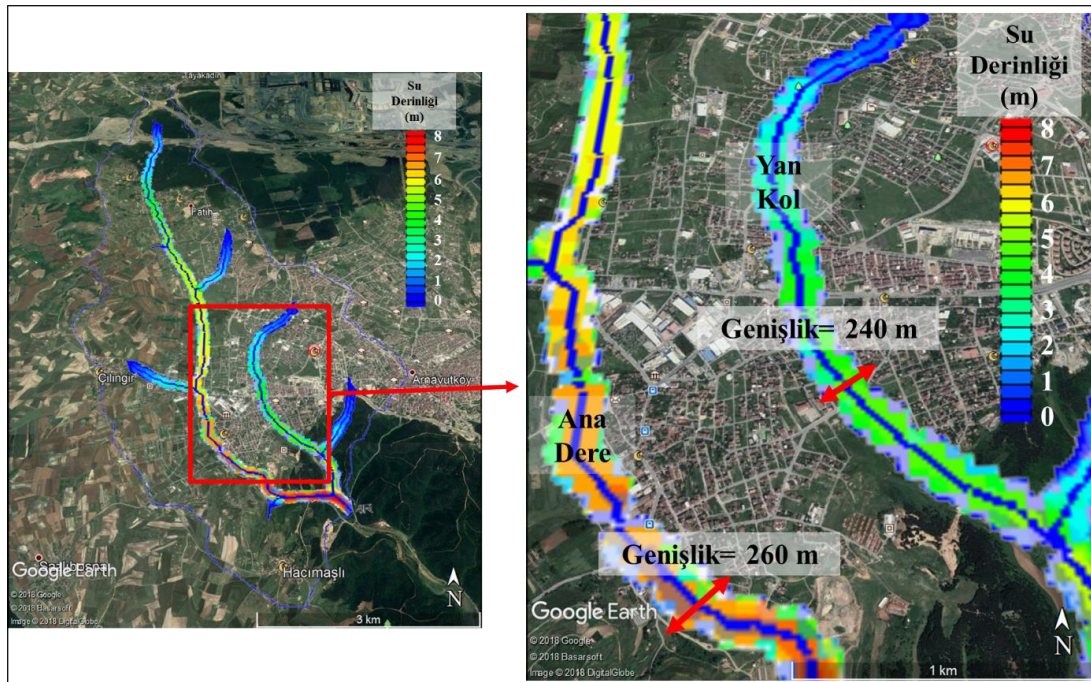 Tayakadın
Su
Derinliği
(m)
8
7
6
5
4
3
2
1
0
Fatih
Çilingir
Arnavutköy
Hacımaşlı
Google Earth
© 2018 Google
© 2018 Basarsoft
Image © 2018 DigitalGlobe
3 km
N
Su
Derinliği
(m)
8
7
6
5
4
3
2
1
0
Yan
Kol
Genişlik= 240 m
Ana
Dere
Genişlik= 260 m
Google Earth
© 2018 Google
© 2018 Basarsoft
Image © 2018 DigitalGlobe
1 km
N